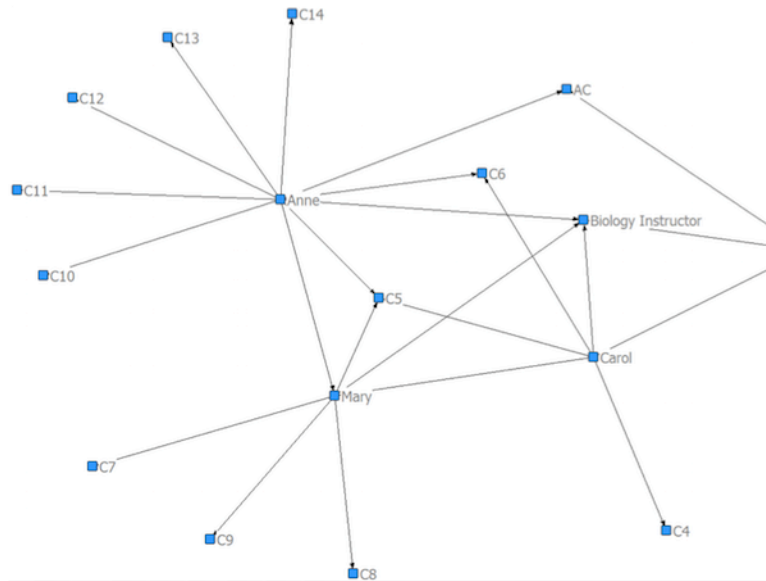 C14
C13
AC
C12
C6
C11
Anne
Biology Instructor
C10
C5
Carol
Mary
C7
C4
C9
C8